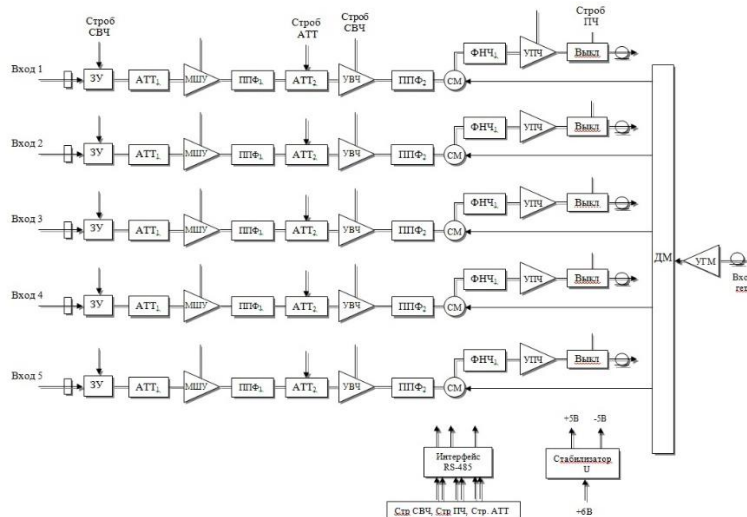 Строб СВЧ
Строб АТТ
Строб СВЧ
Строб ПЧ
Вход 1
ЗУ АТТ1. МШУ ППФ1. АТТ2. УВЧ ППФ2 СМ ФНЧ1. УПЧ Выкл
Вход 2
ЗУ АТТ1. МШУ ППФ1. АТТ2. УВЧ ППФ2 СМ ФНЧ1. УПЧ Выкл
Вход 3
ЗУ АТТ1. МШУ ППФ1. АТТ2. УВЧ ППФ2 СМ ФНЧ1. УПЧ Выкл
Вход 4
ЗУ АТТ1. МШУ ППФ1. АТТ2. УВЧ ППФ2 СМ ФНЧ1. УПЧ Выкл
Вход 5
ЗУ АТТ1. МШУ ППФ1. АТТ2. УВЧ ППФ2 СМ ФНЧ1. УПЧ Выкл
ДМ УГМ
Вхо
гер
+5В -5В
Интерфейс
RS-485
Стабилизатор
U
Стр СВЧ, Стр ПЧ, Стр. АТТ
+6В